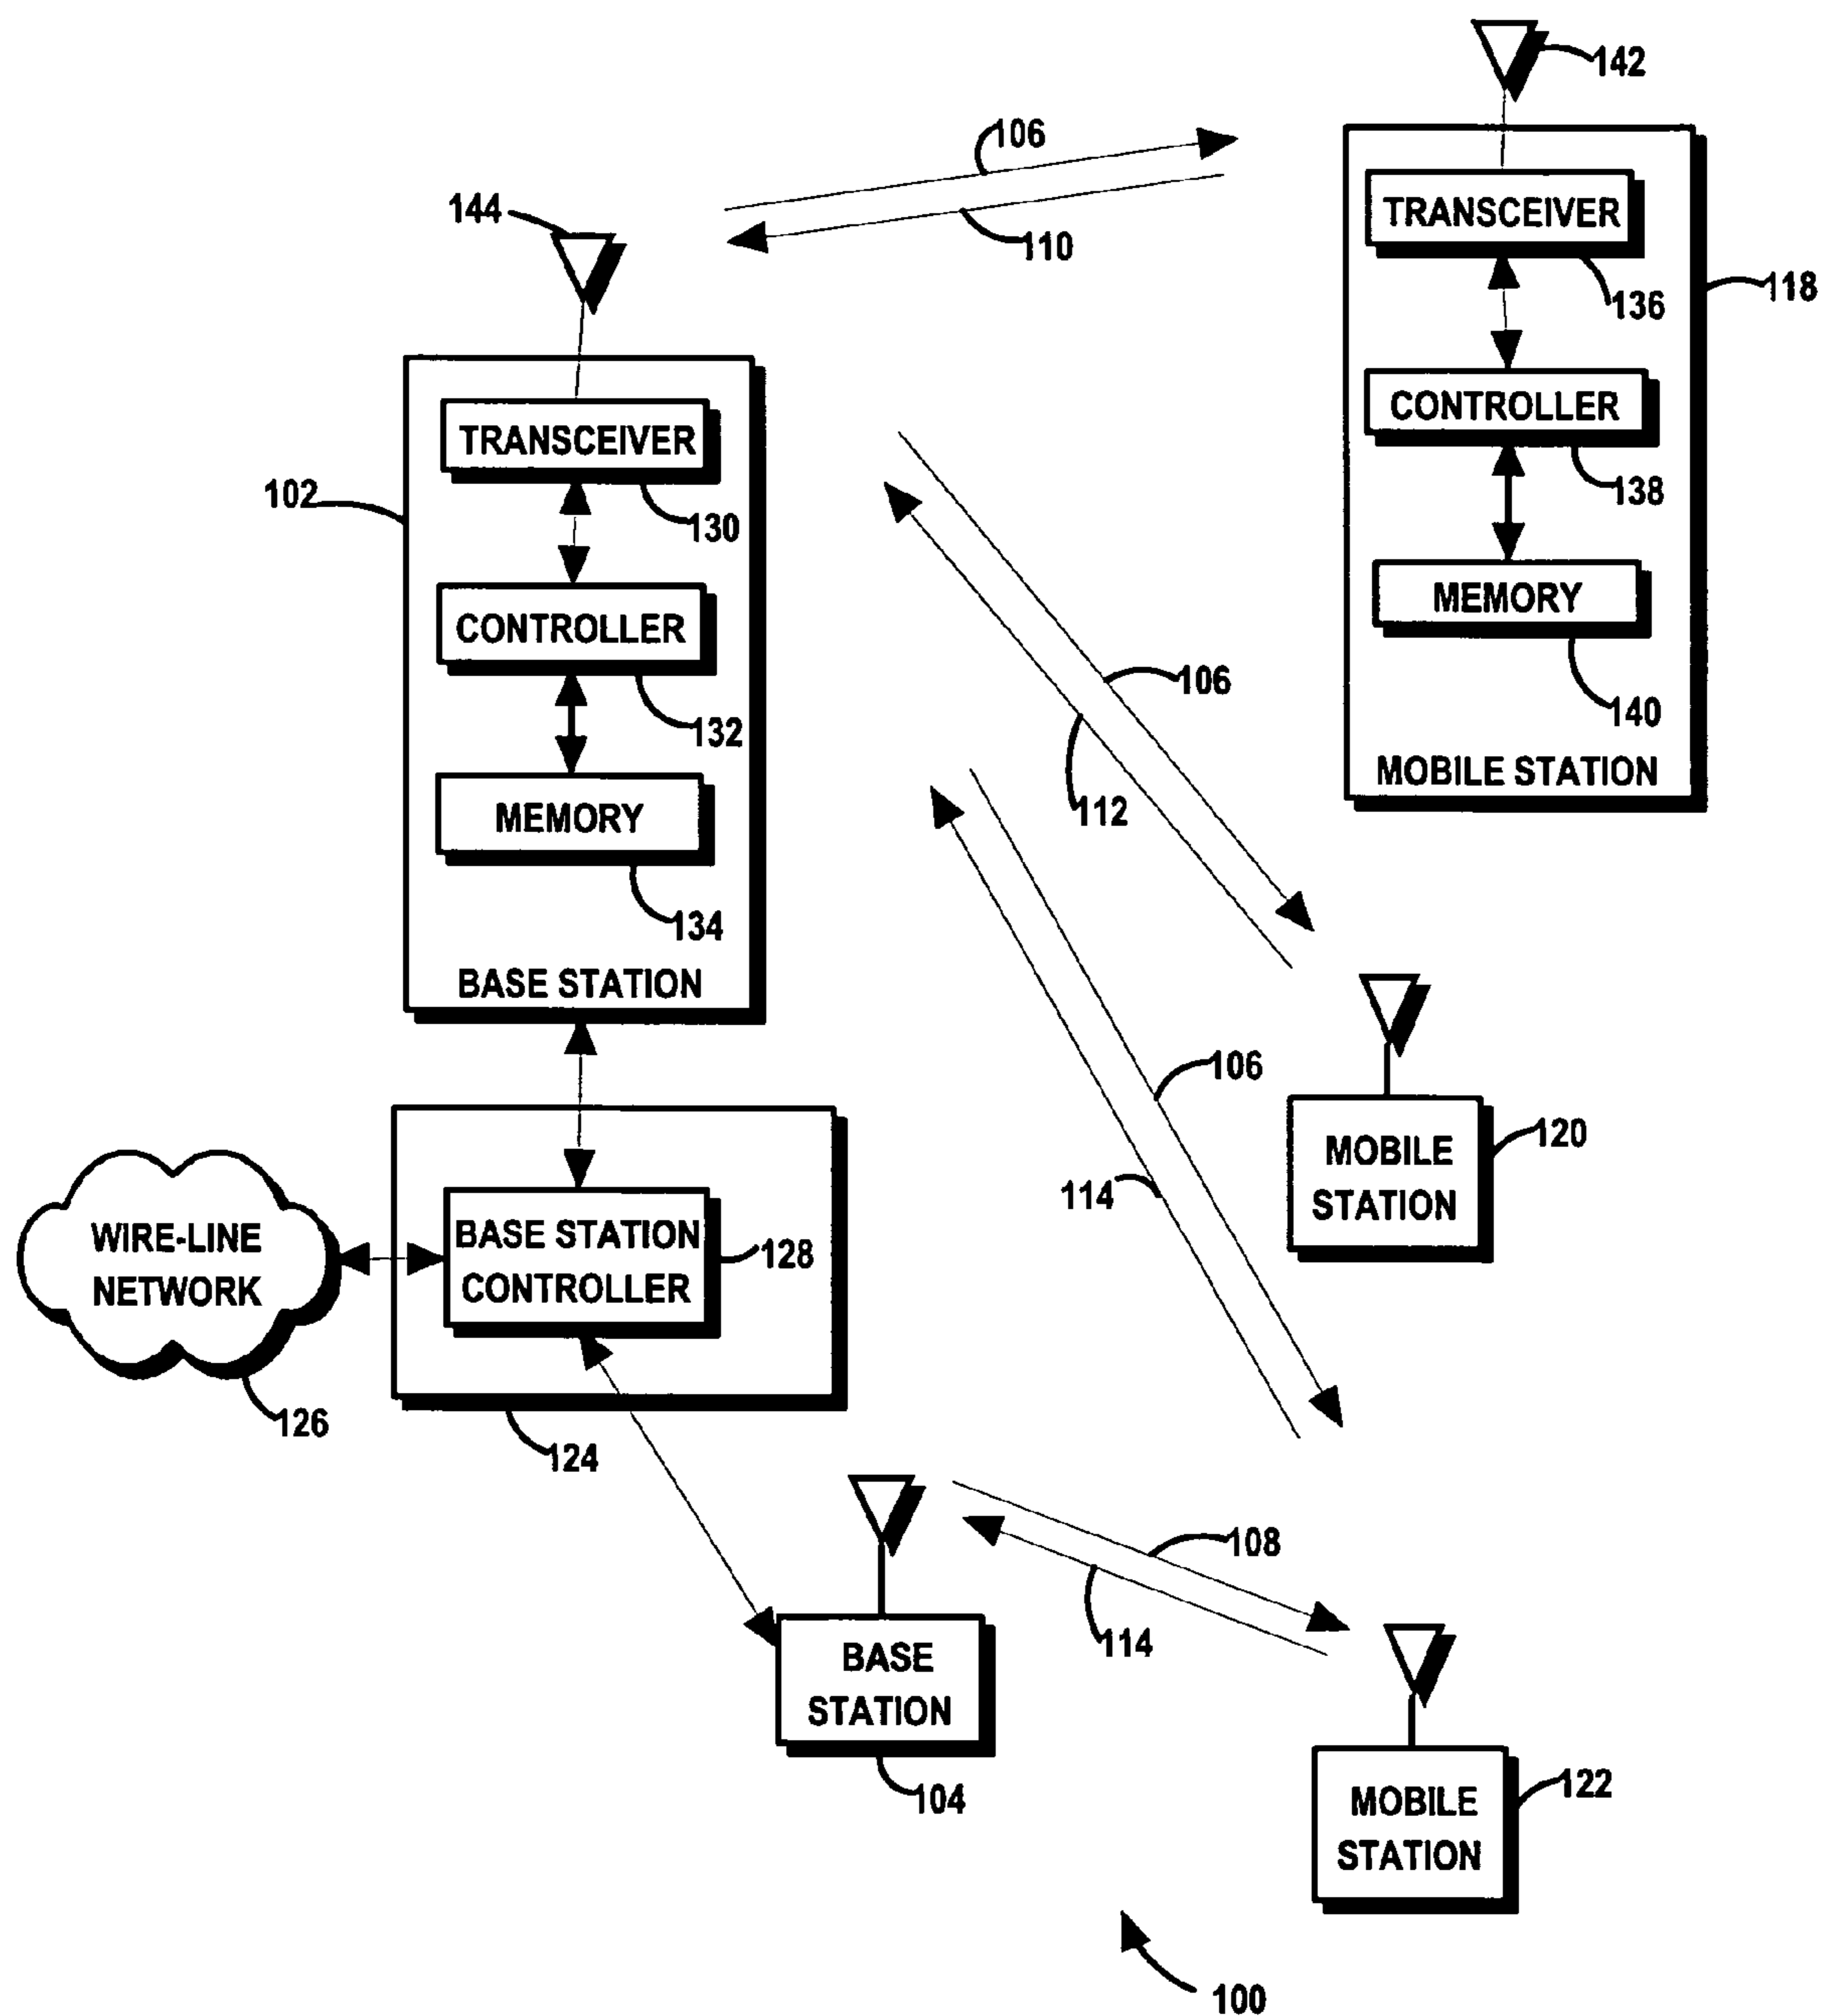 142
106
144
TRANSCEIVER
110
136
118
CONTROLLER
TRANSCEIVER
102
130
138
MEMORY
CONTROLLER
106
140
132
MOBILE STATION
112
MEMORY
134
BASE STATION
106
120
MOBILE
STATION
114
WIRE-LINE
NETWORK
BASE STATION
CONTROLLER
128
126
124
108
114
BASE
STATION
104
122
MOBILE
STATION
100